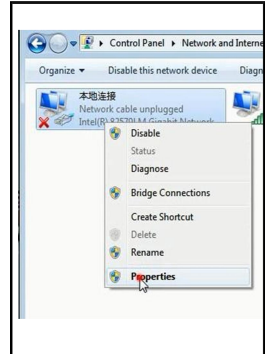 Control Panel ▸ Network and Interne
Organize ▾ Disable this network device Diagn
本地连接
Network cable unplugged
Intel(R) 82579LM Gigabit Network
Disable
Status
Diagnose
Bridge Connections
Create Shortcut
Delete
Rename
Properties